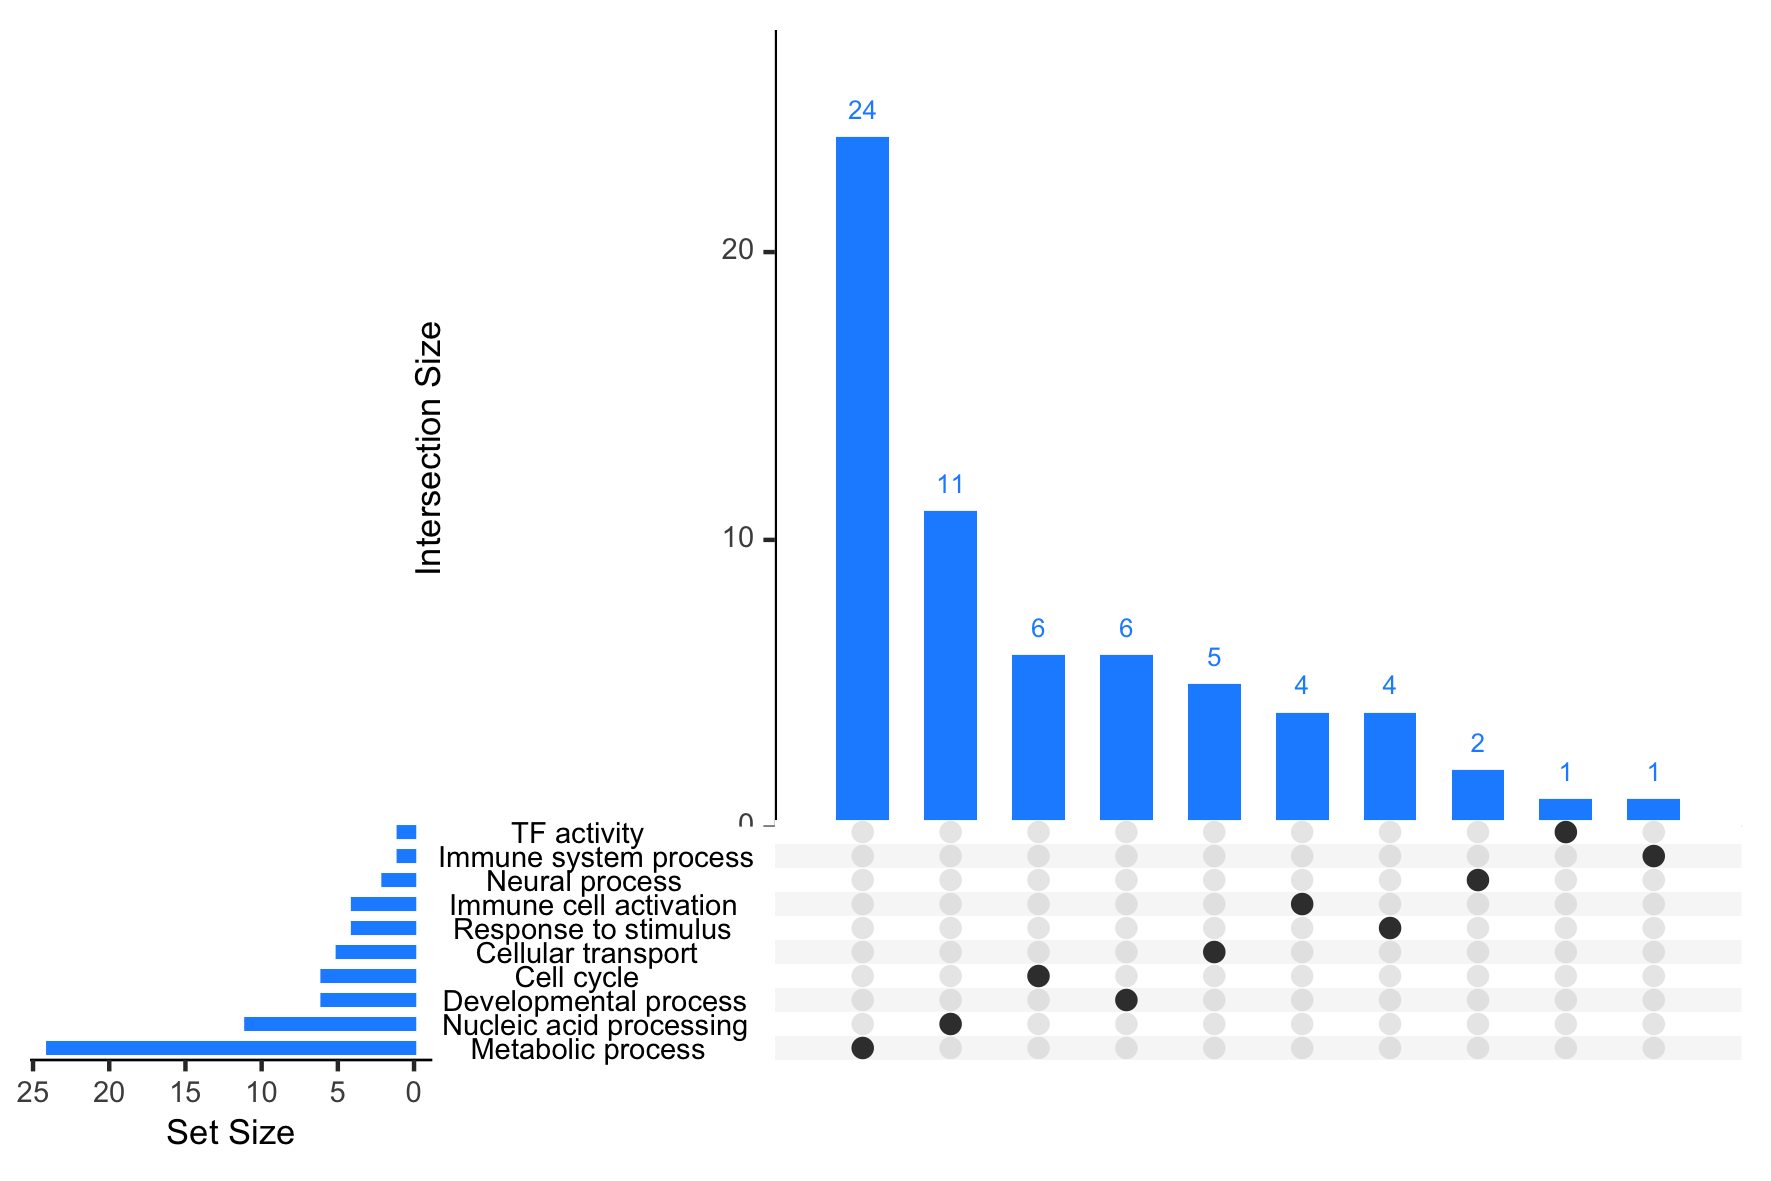 24
20
11
10
6
6
5
4
4
2
1
1
0
Intersection Size
TF activity
Immune system process
Neural process
Immune cell activation
Response to stimulus
Cellular transport
Cell cycle
Developmental process
Nucleic acid processing
Metabolic process
25 20 15 10 5 0
Set Size